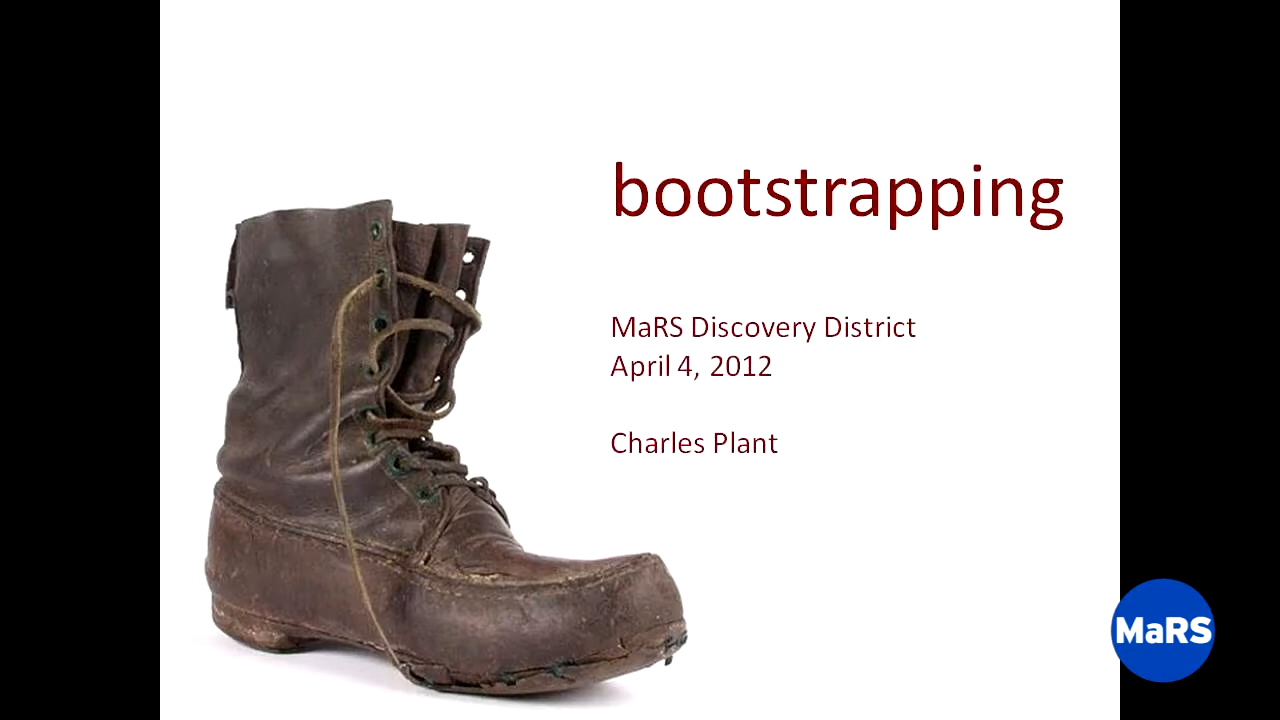 bootstrapping
MaRS Discovery District
April 4, 2012
Charles Plant
MaRS